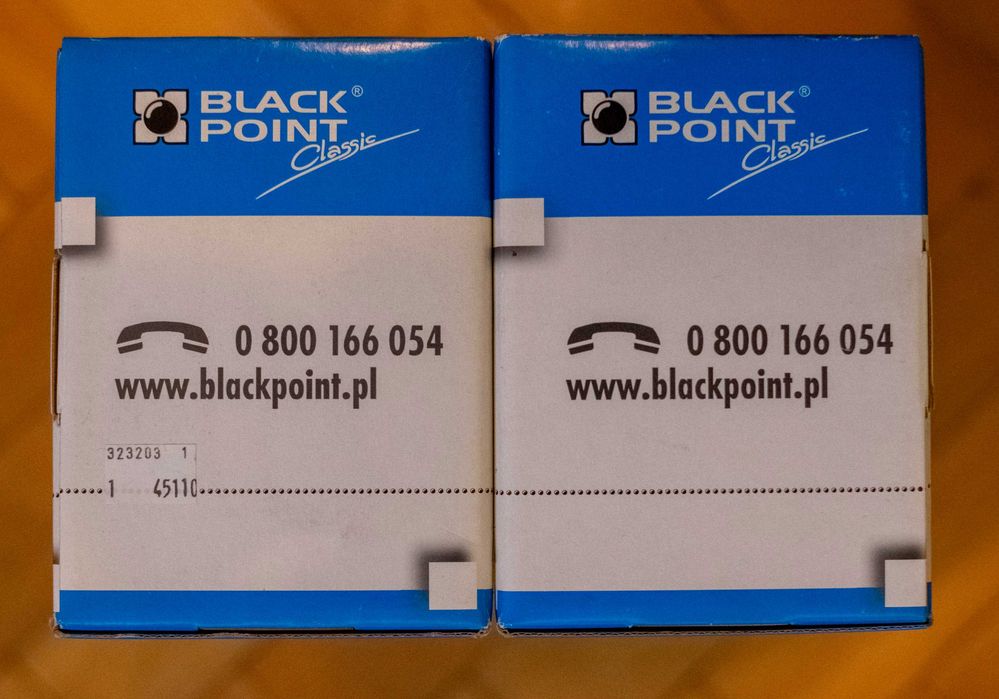 BLACK®
POINT
Classic
0 800 166 054
www.blackpoint.pl
323203 1
1 45110
BLACK®
POINT
Classic
0 800 166 054
www.blackpoint.pl